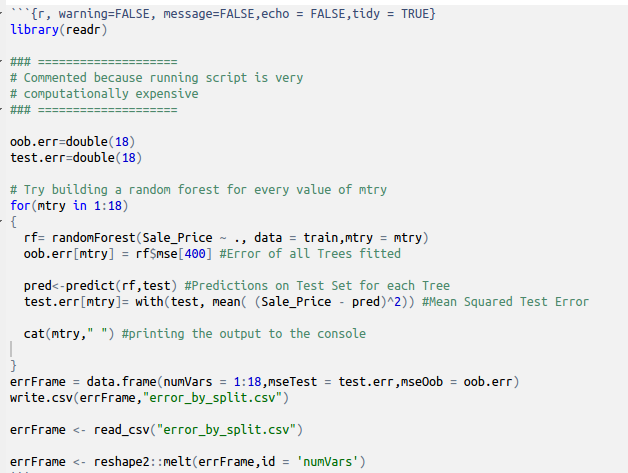 ```{r, warning=FALSE, message=FALSE,echo = FALSE,tidy = TRUE}
library(readr)
### ====================
# Commented because running script is very
# computationally expensive
### ====================
oob.err=double(18)
test.err=double(18)
# Try building a random forest for every value of mtry
for(mtry in 1:18)
{
rf= randomForest(Sale_Price ~ ., data = train,mtry = mtry)
oob.err[mtry] = rf$mse[400] #Error of all Trees fitted
pred<-predict(rf,test) #Predictions on Test Set for each Tree
test.err[mtry]= with(test, mean( (Sale_Price - pred)^2)) #Mean Squared Test Error
cat(mtry," ") #printing the output to the console
}
errFrame = data.frame(numVars = 1:18,mseTest = test.err,mseOob = oob.err)
write.csv(errFrame,"error_by_split.csv")
errFrame <- read_csv("error_by_split.csv")
errFrame <- reshape2::melt(errFrame,id = 'numVars')